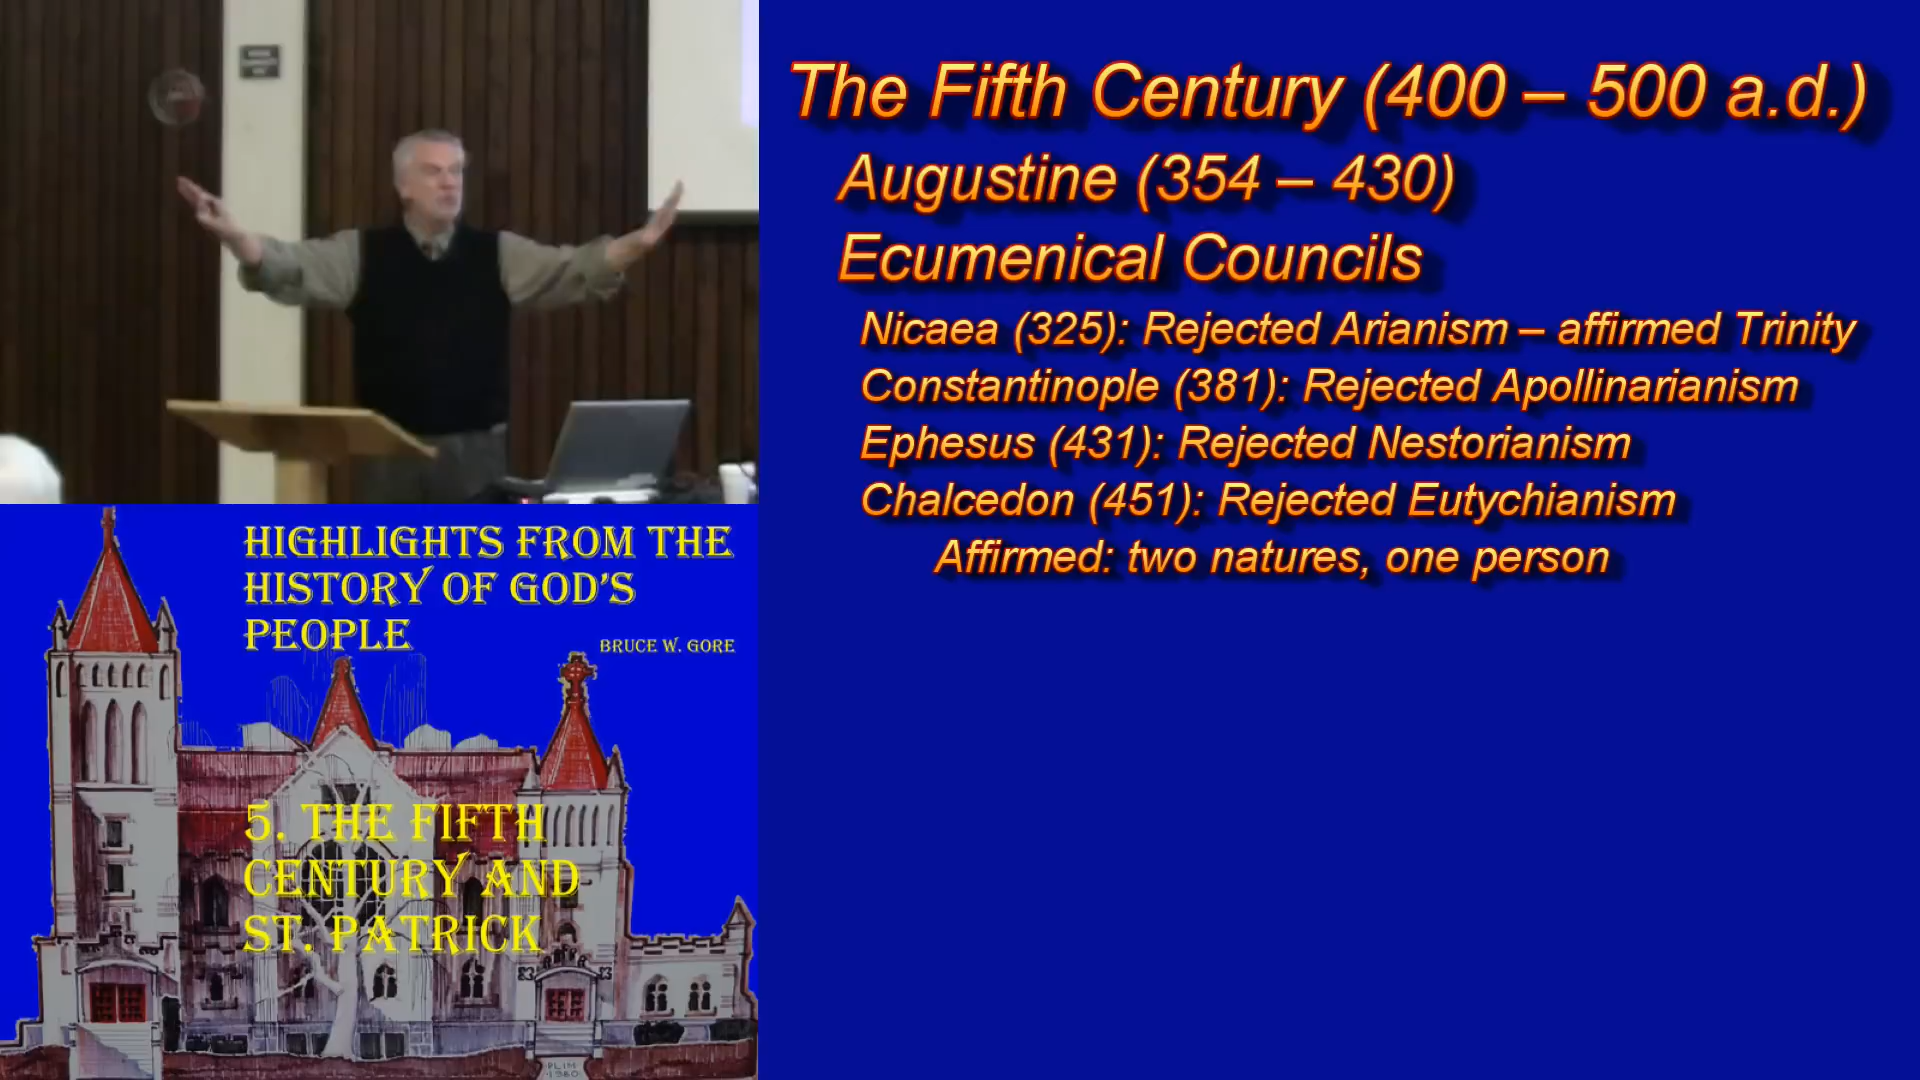 The Fifth Century (400 – 500 a.d.)
Augustine (354 – 430)
Ecumenical Councils
Nicaea (325): Rejected Arianism – affirmed Trinity
Constantinople (381): Rejected Apollinarianism
Ephesus (431): Rejected Nestorianism
Chalcedon (451): Rejected Eutychianism
Affirmed: two natures, one person
HIGHLIGHTS FROM THE
HISTORY OF GOD'S
PEOPLE
BRUCE W. GORE
5. THE FIFTH
CENTURY AND
ST. PATRICK